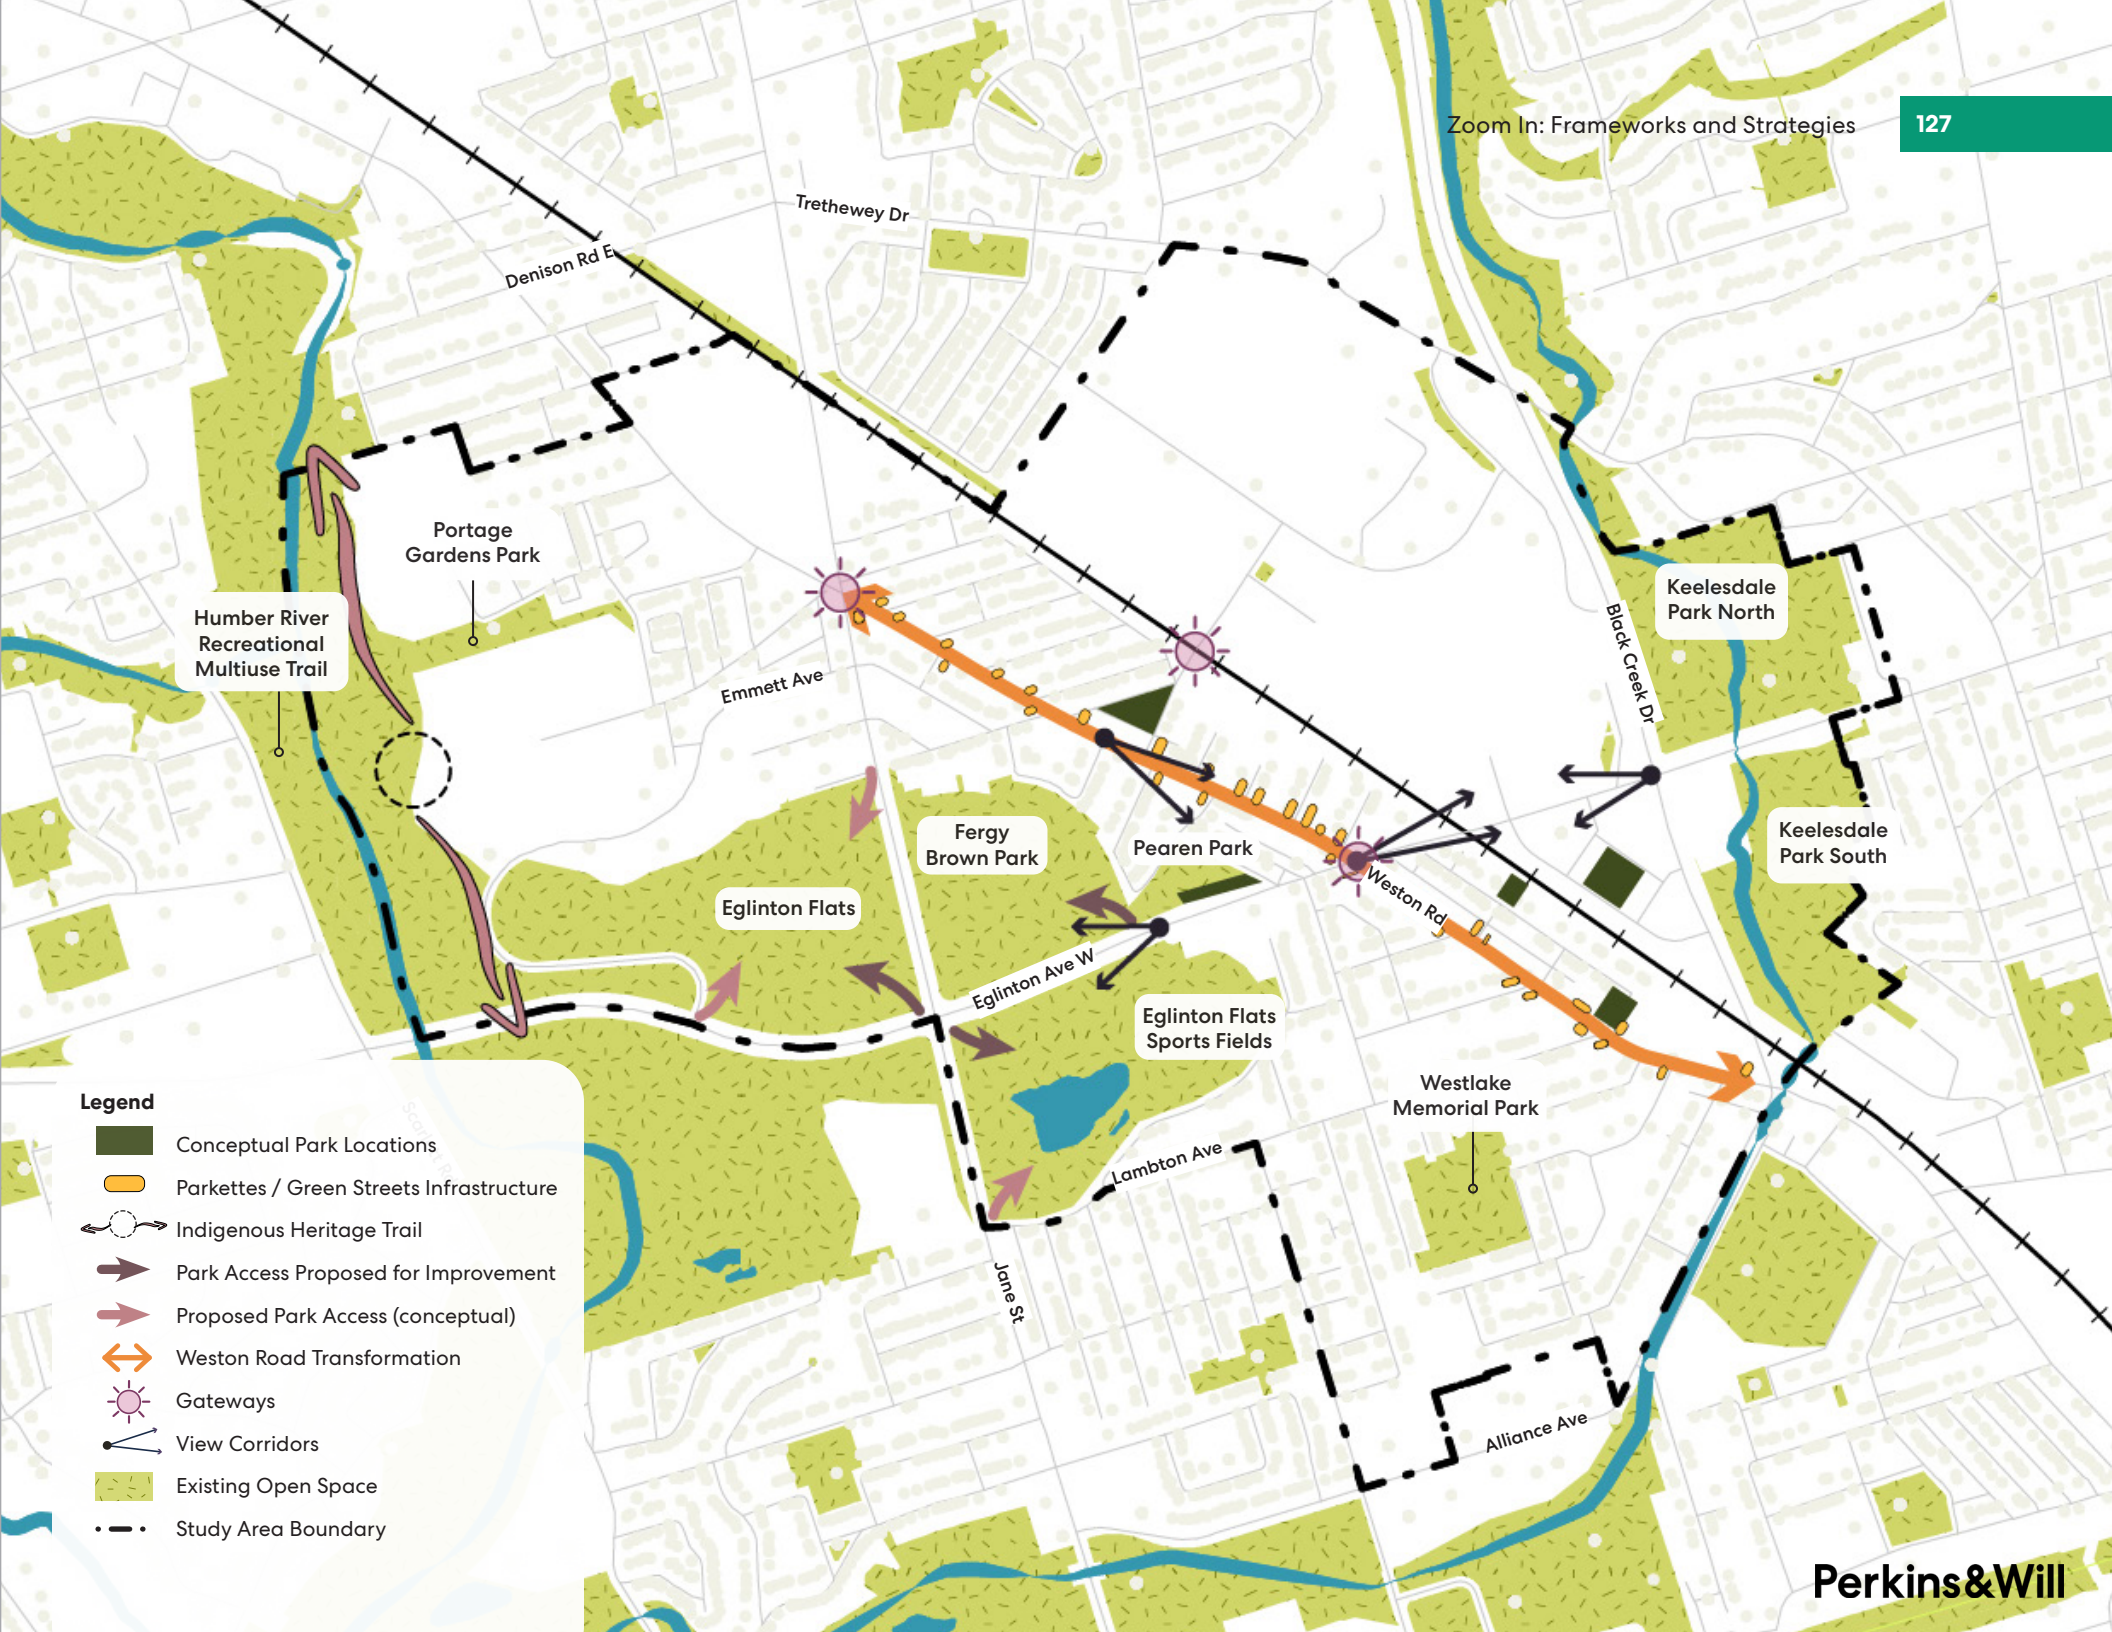 Zoom In: Frameworks and Strategies
127
Trethewey Dr
Denison Rd E
Portage
Gardens Park
Humber River
Recreational
Multiuse Trail
Keelesdale
Park North
Black Creek Dr
Emmett Ave
Fergy
Brown Park
Pearen Park
Keelesdale
Park South
Weston Rd
Eglinton Flats
Eglinton Ave W
Eglinton Flats
Sports Fields
Westlake
Memorial Park
Lambton Ave
Jane St
Alliance Ave
Legend
Conceptual Park Locations
Parkettes / Green Streets Infrastructure
Indigenous Heritage Trail
Park Access Proposed for Improvement
Proposed Park Access (conceptual)
Weston Road Transformation
Gateways
View Corridors
Existing Open Space
Study Area Boundary
Perkins&Will